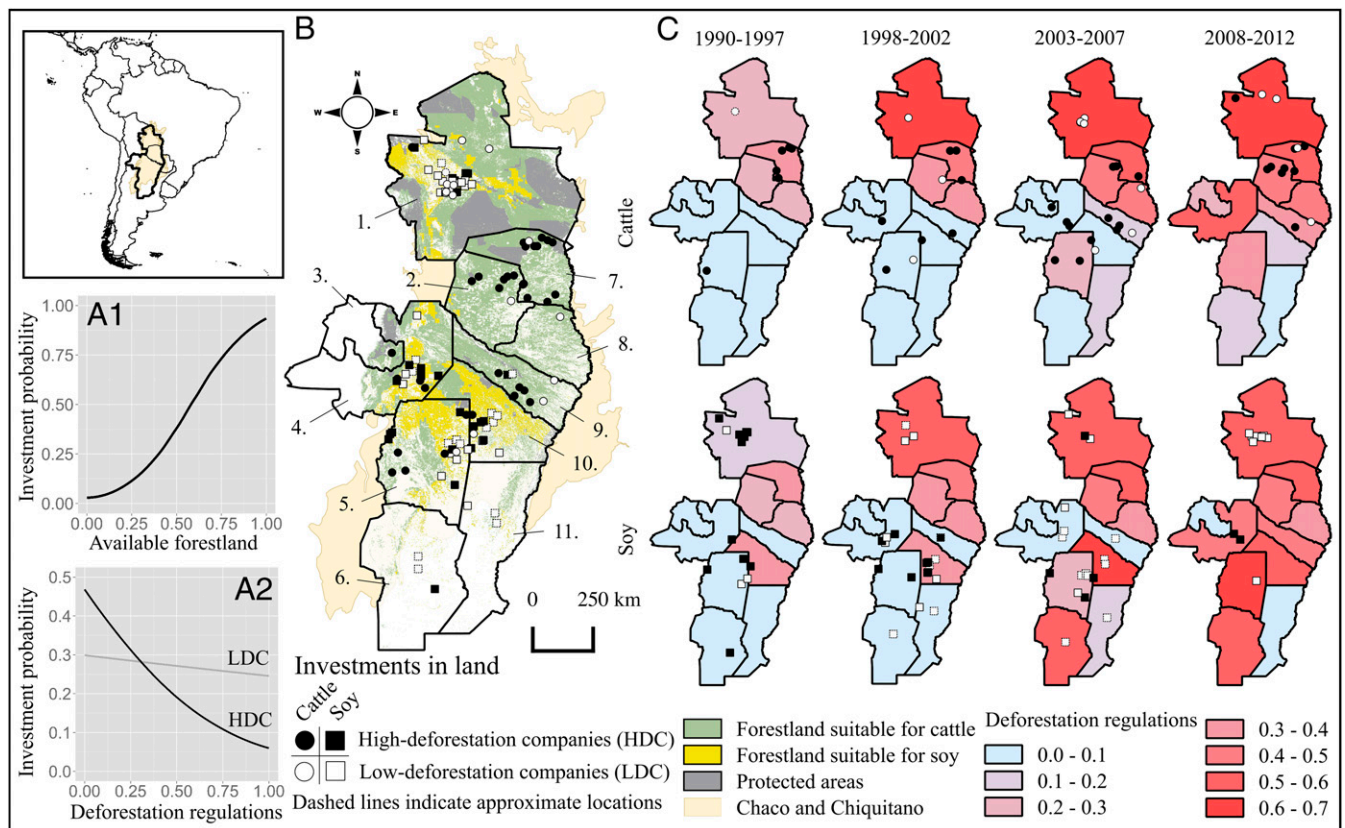 B
C
1990-1997
1998-2002
2003-2007
2008-2012
N
W
E
S
1.
2.
3.
4.
5.
6.
7.
8.
9.
10.
11.
Cattle
Soy
A1
Investment probability
1.00
0.75
0.50
0.25
0.00
0.00
0.25
0.50
0.75
1.00
Available forestland
A2
Investment probability
0.5
0.4
0.3
0.2
0.1
0.0
LDC
HDC
0.00
0.25
0.50
0.75
1.00
Deforestation regulations
0
250 km
Investments in land
Cattle
Soy
High-deforestation companies (HDC)
Low-deforestation companies (LDC)
Dashed lines indicate approximate locations
Forestland suitable for cattle
Forestland suitable for soy
Protected areas
Chaco and Chiquitano
Deforestation regulations
0.0 - 0.1
0.1 - 0.2
0.2 - 0.3
0.3 - 0.4
0.4 - 0.5
0.5 - 0.6
0.6 - 0.7